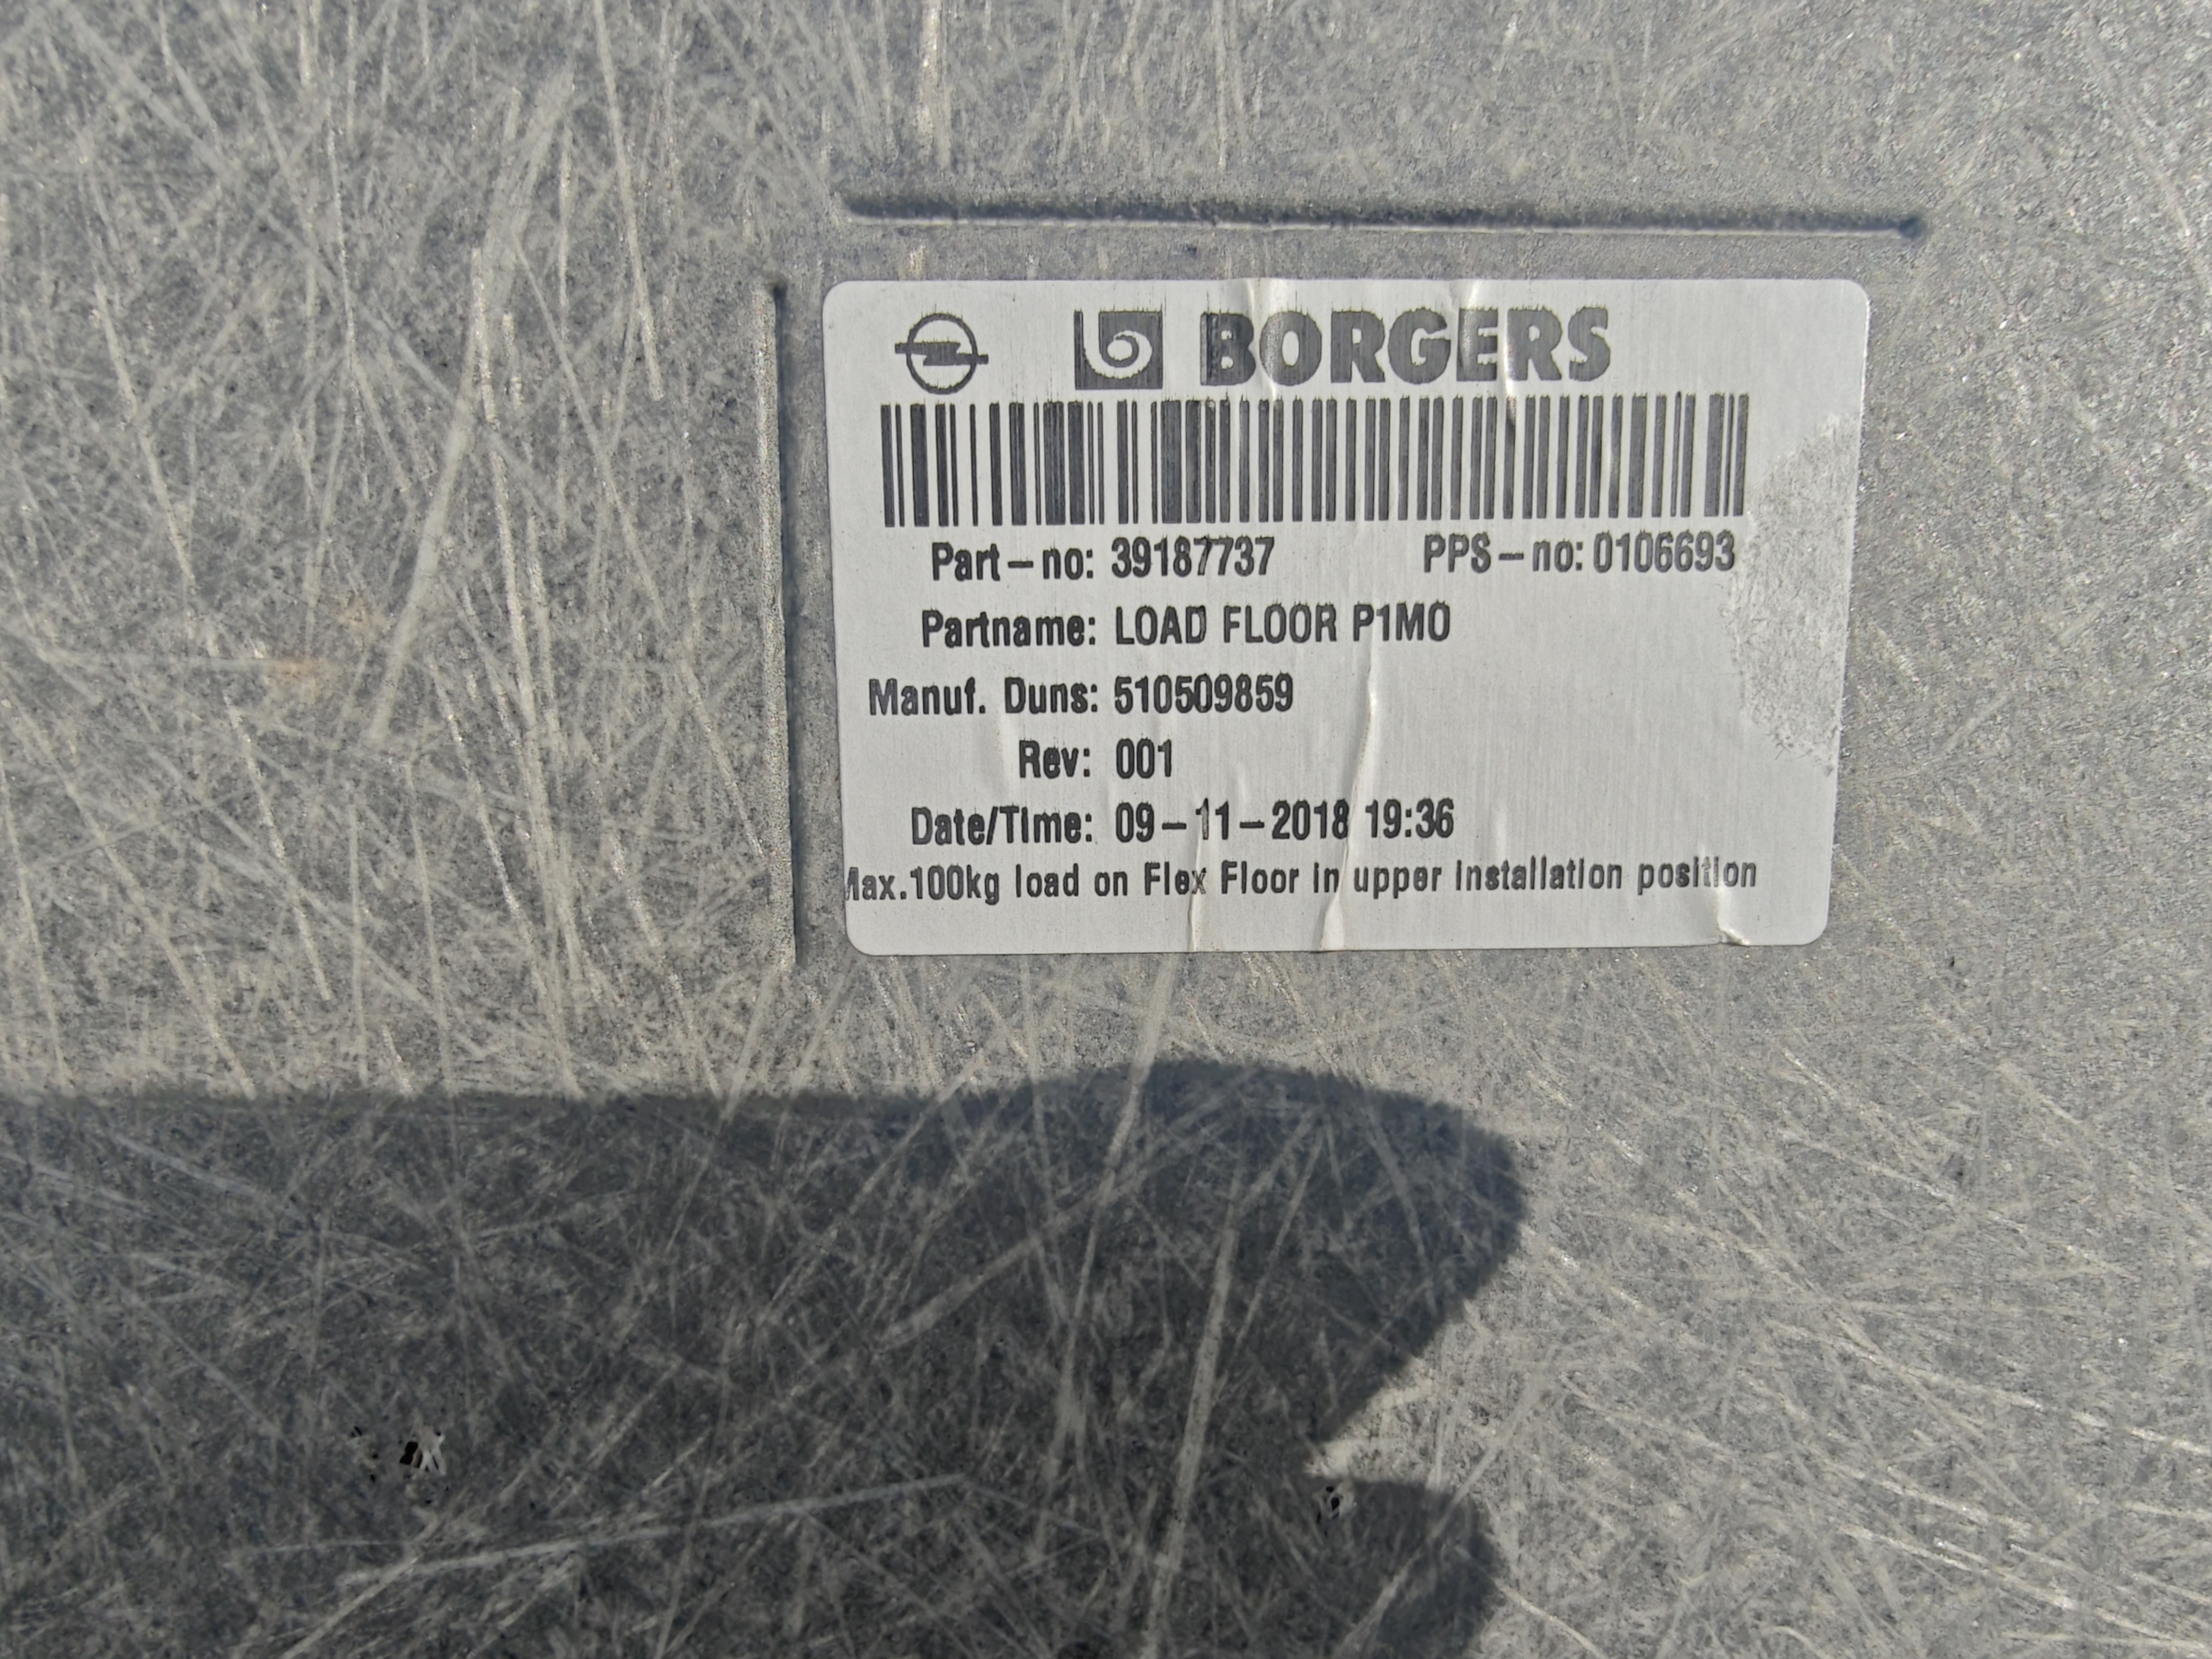 BORGERS
Part-no: 39187737 PPS-no: 0106693
Partname: LOAD FLOOR P1MO
Manuf. Duns: 510509859
Rev: 001
Date/Time: 09-11-2018 19:36
Max.100kg load on Flex Floor in upper installation position